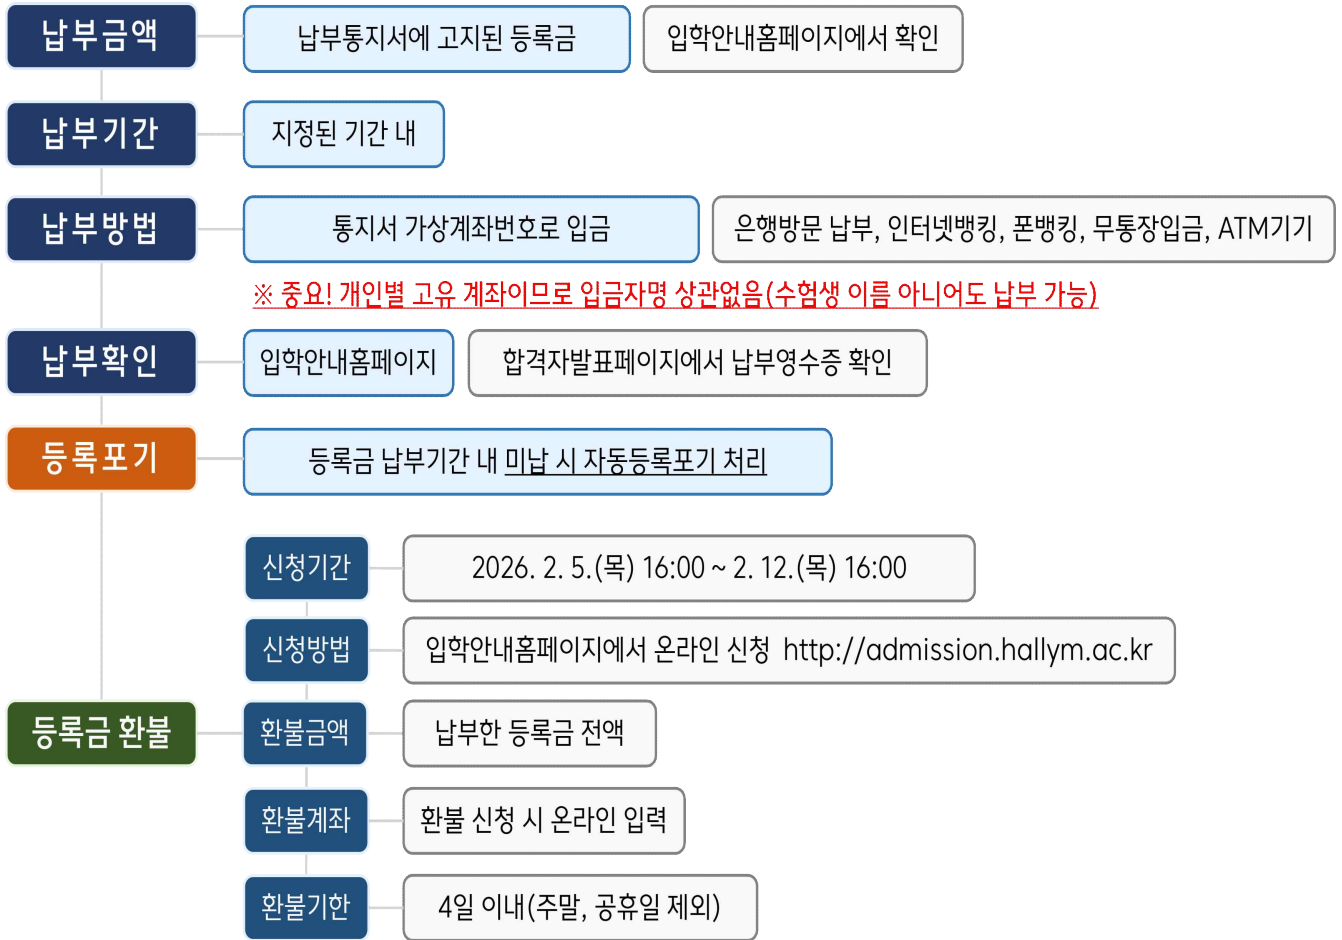 납부금액
납부통지서에 고지된 등록금
입학안내홈페이지에서 확인
납부기간
지정된 기간 내
납부방법
통지서 가상계좌번호로 입금
은행방문 납부, 인터넷뱅킹, 폰뱅킹, 무통장입금, ATM기기
※ 중요! 개인별 고유 계좌이므로 입금자명 상관없음(수험생 이름 아니어도 납부 가능)
납부확인
입학안내홈페이지
합격자발표페이지에서 납부영수증 확인
등록포기
등록금 납부기간 내 미납 시 자동등록포기 처리
등록금 환불
신청기간
2026. 2. 5.(목) 16:00 ~ 2. 12.(목) 16:00
신청방법
입학안내홈페이지에서 온라인 신청 http://admission.hallym.ac.kr
환불금액
납부한 등록금 전액
환불계좌
환불 신청 시 온라인 입력
환불기한
4일 이내(주말, 공휴일 제외)